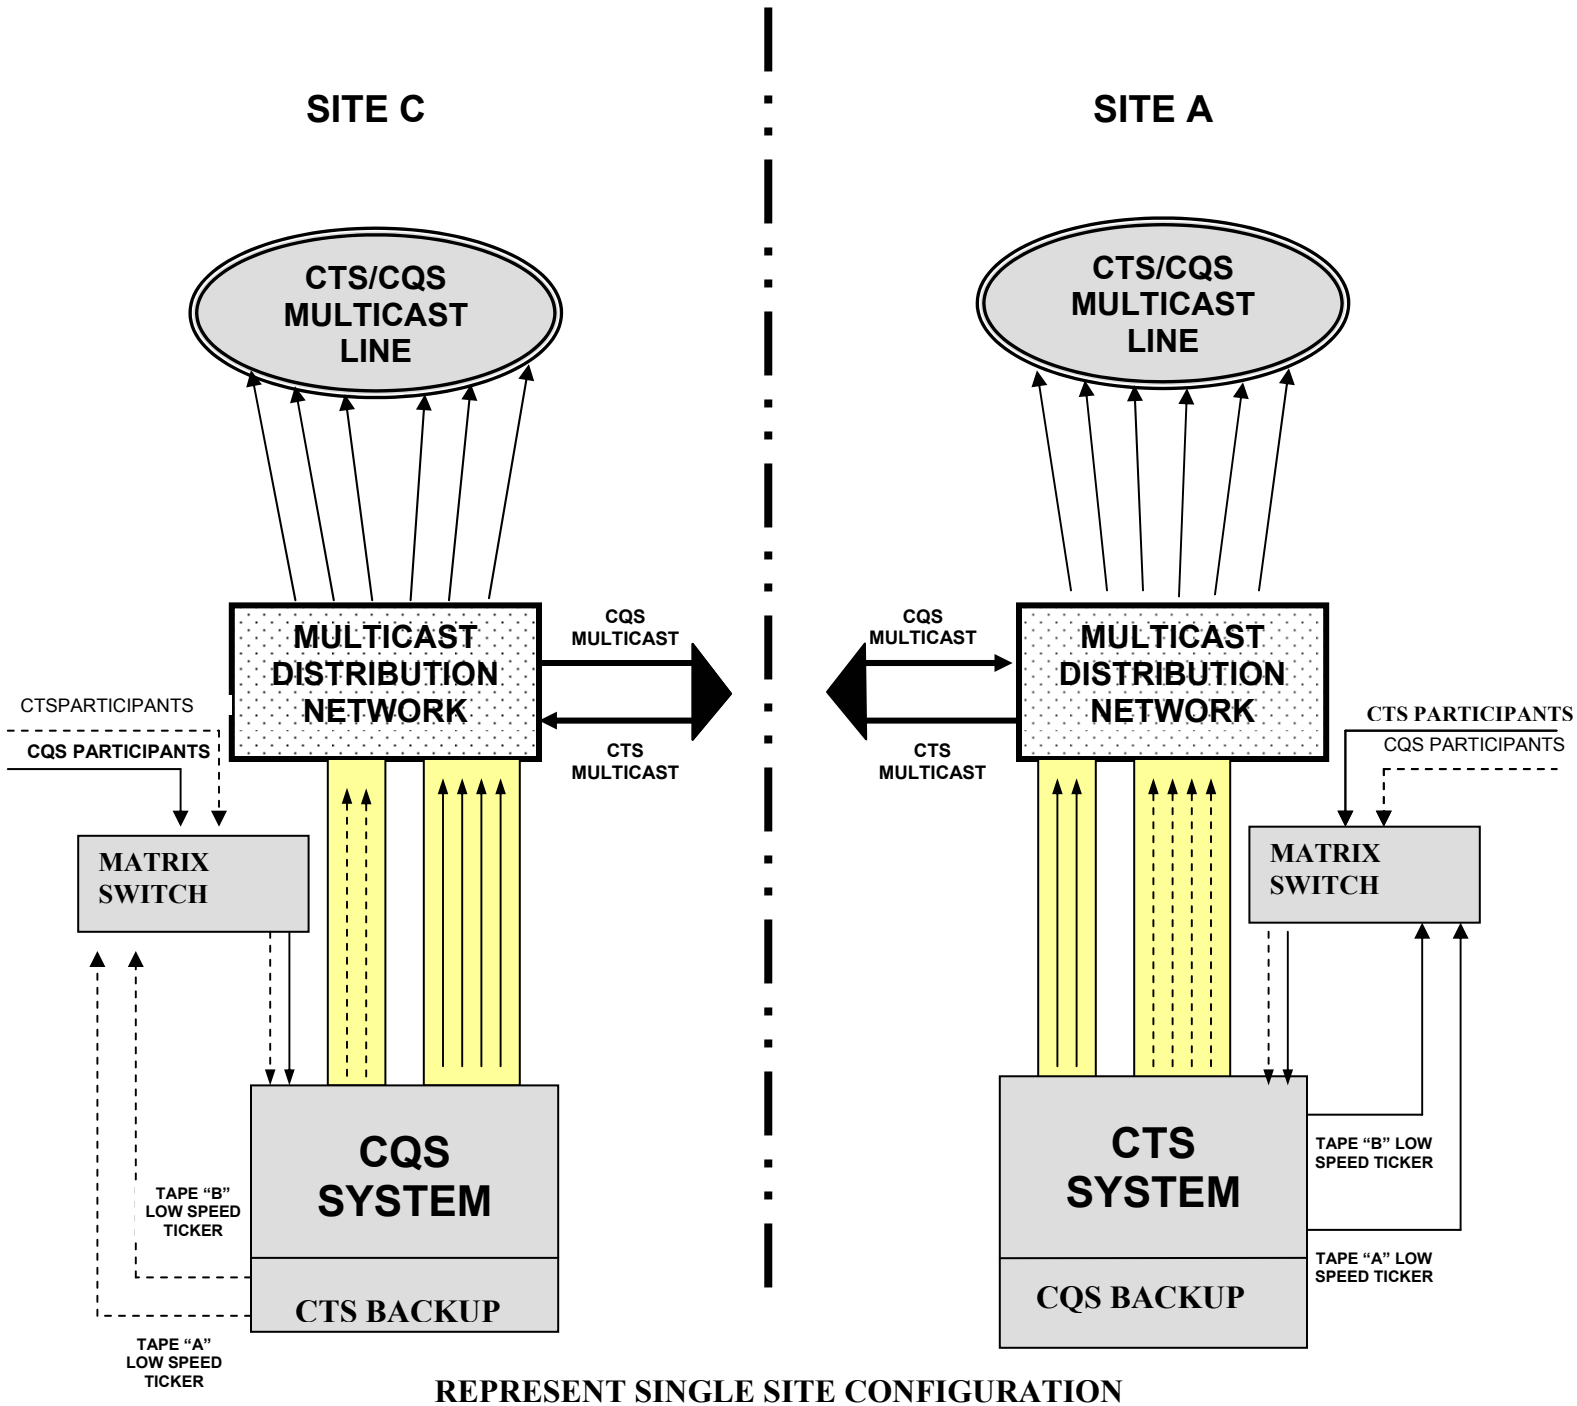 SITE C
SITE A
CTS/CQS
MULTICAST
LINE
CTS/CQS
MULTICAST
LINE
MULTICAST
DISTRIBUTION
NETWORK
CQS
MULTICAST
CTS
MULTICAST
CQS
MULTICAST
CTS
MULTICAST
MULTICAST
DISTRIBUTION
NETWORK
CTSPARTICIPANTS
CQS PARTICIPANTS
CTS PARTICIPANTS
CQS PARTICIPANTS
MATRIX
SWITCH
MATRIX
SWITCH
CQS
SYSTEM
CTS BACKUP
TAPE “B”
LOW SPEED
TICKER
TAPE “A”
LOW SPEED
TICKER
CTS
SYSTEM
CQS BACKUP
TAPE “B” LOW
SPEED TICKER
TAPE “A” LOW
SPEED TICKER
REPRESENT SINGLE SITE CONFIGURATION